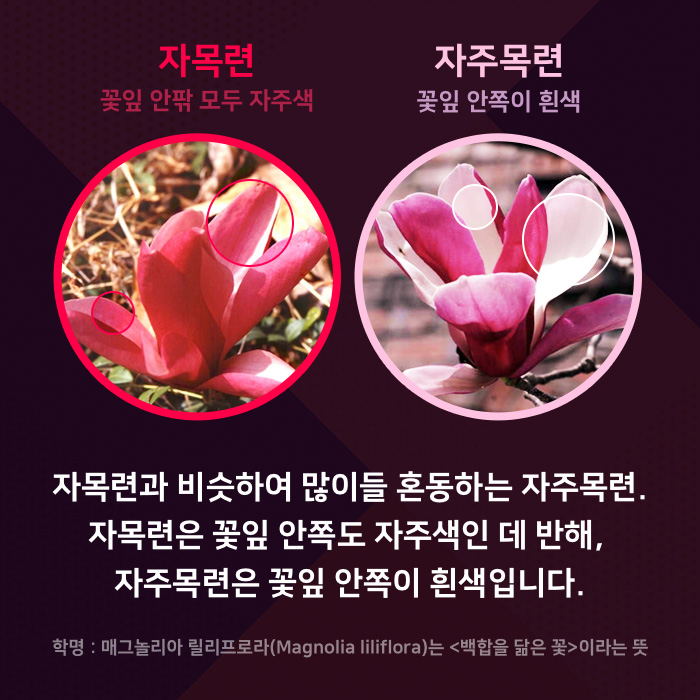 자목련
꽃잎 안팎 모두 자주색
자주목련
꽃잎 안쪽이 흰색
자목련과 비슷하여 많이들 혼동하는 자주목련.
자목련은 꽃잎 안쪽도 자주색인 데 반해,
자주목련은 꽃잎 안쪽이 흰색입니다.
학명 : 매그놀리아 릴리프로라(Magnolia liliflora)는 <백합을 닮은 꽃>이라는 뜻